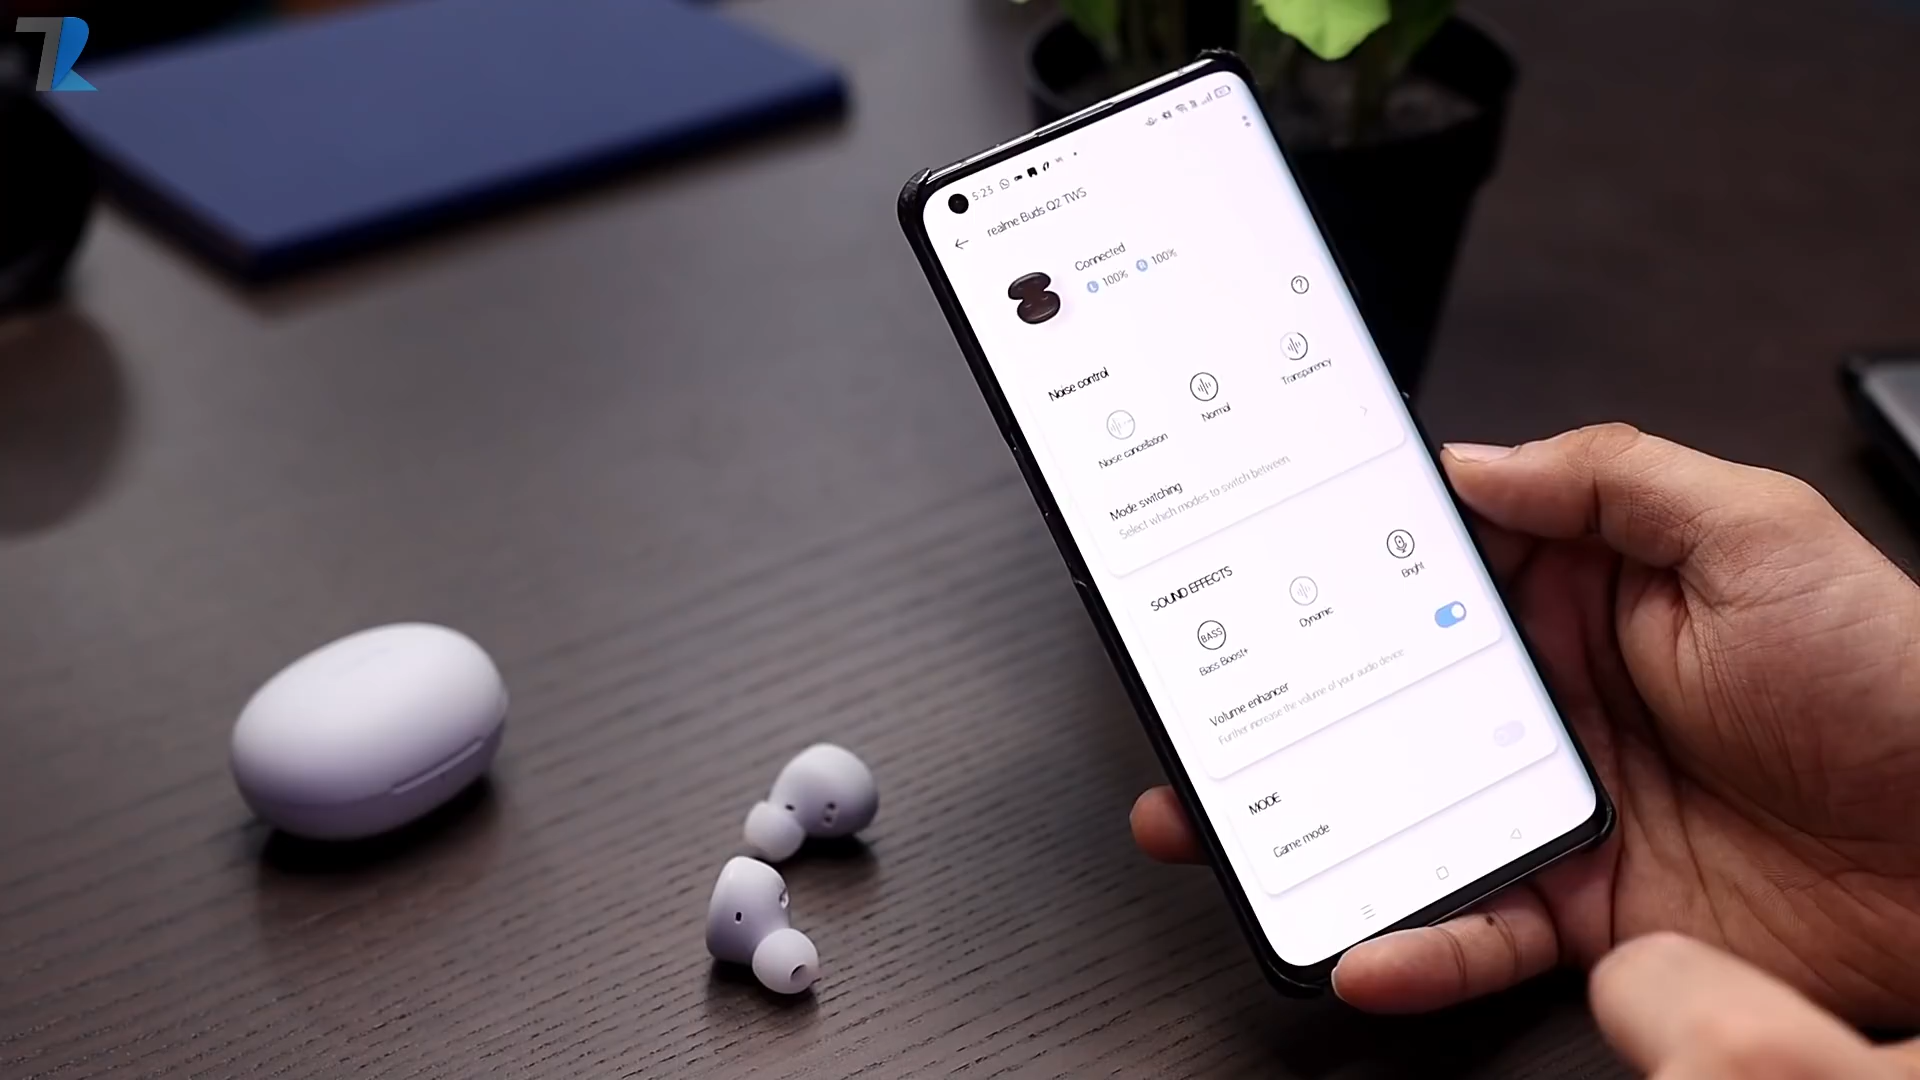 5:23
realme Buds Q2 TWS
Connected
L 100% R 100%
Noise control
Noise cancellation
Normal
Transparency
Mode switching
Select which modes to switch between.
SOUND EFFECTS
BASS
Bass Boost+
Dynamic
Bright
Volume enhancer
Further increase the volume of your audio device
MODE
Game mode